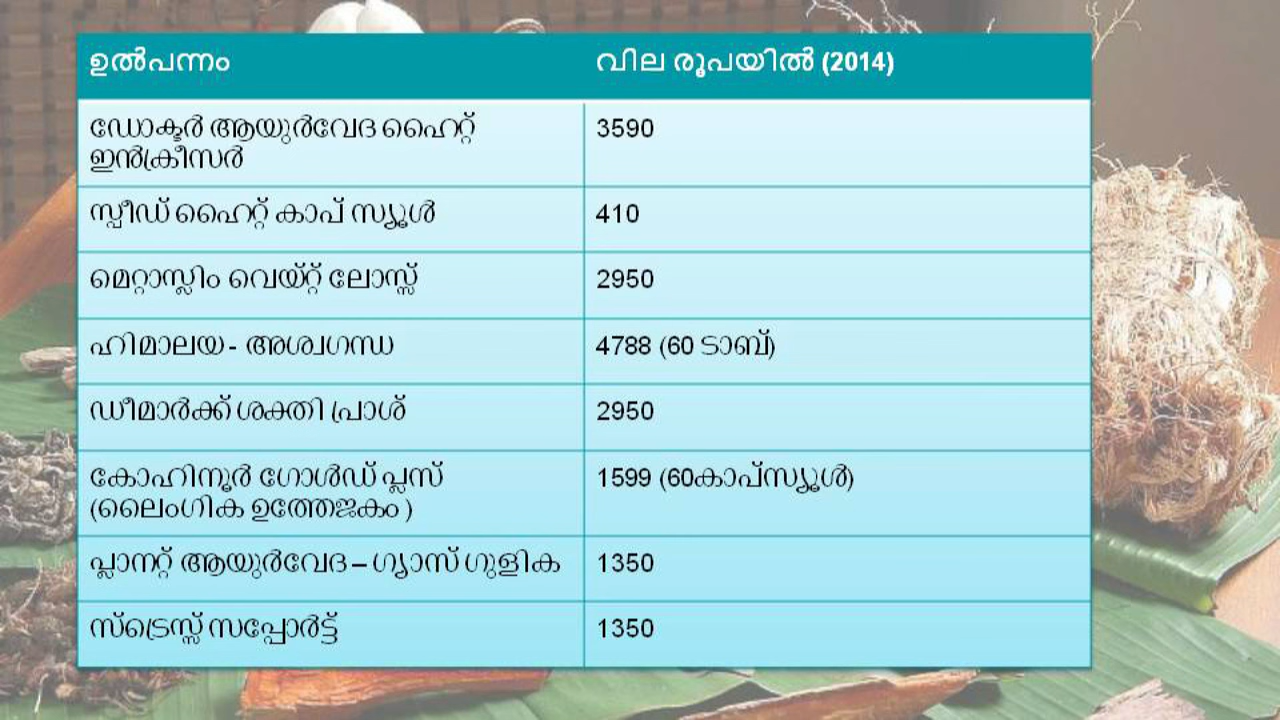 ഉൽപന്നം വില രൂപയിൽ (2014)
ഡോക്ടർ ആയുർവേദ ഹൈറ്റ് 3590
ഇൻക്രീസർ
സ്പീഡ് ഹൈറ്റ് കാപ് സ്യൂൾ 410
മെറ്റാസ്ലിം വെയ്റ്റ് ലോസ്സ് 2950
ഹിമാലയ - അശ്വഗന്ധ 4788 (60 ടാബ്)
ഡീമാർക്ക് ശക്തി പ്രാശ് 2950
കോഹിനൂർ ഗോൾഡ് പ്ലസ് 1599 (60കാപ്സ്യൂൾ)
(ലൈംഗിക ഉത്തേജകം )
പ്ലാനറ്റ് ആയുർവേദ – ഗ്യാസ് ഗുളിക 1350
സ്ട്രെസ്സ് സപ്പോർട്ട് 1350